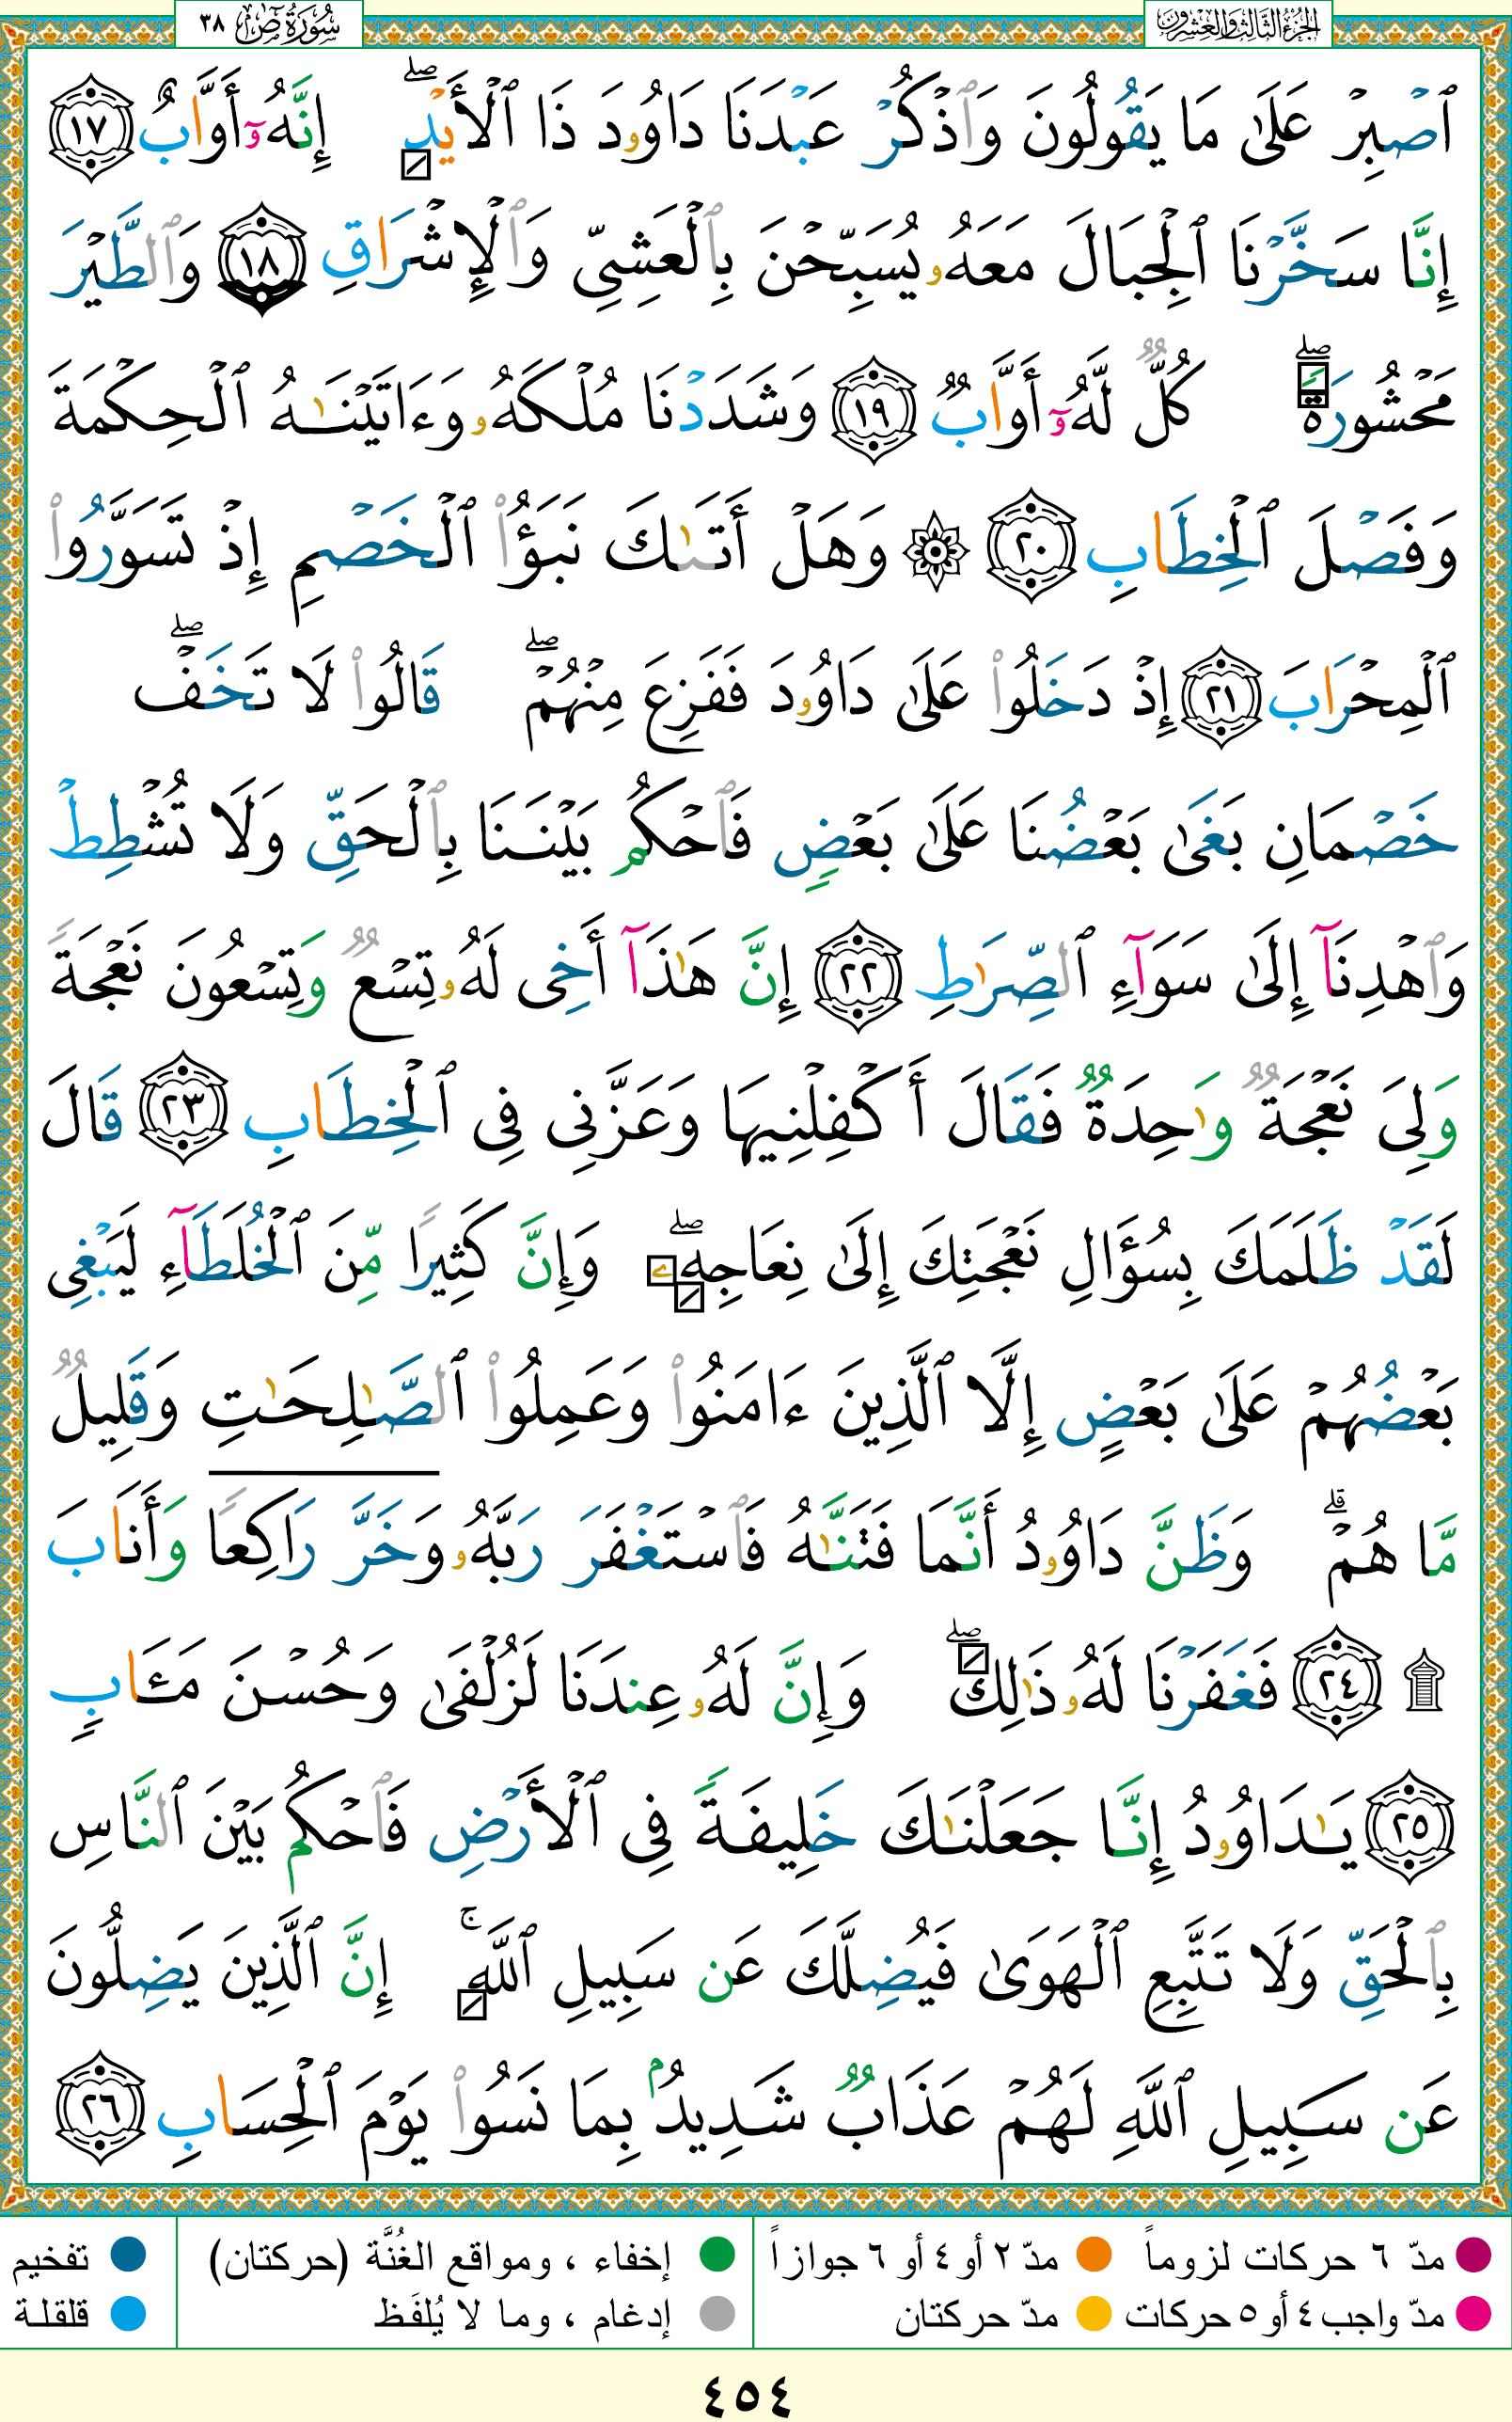 الجزء الثالث والعشرون
سورة ص ٣٨
ٱصْبِرْ عَلَىٰ مَا يَقُولُونَ وَٱذْكُرْ عَبْدَنَا دَاوُۥدَ ذَا ٱلْأَيْدِ ۖ إِنَّهُۥٓ أَوَّابٌ ١٧
إِنَّا سَخَّرْنَا ٱلْجِبَالَ مَعَهُۥ يُسَبِّحْنَ بِٱلْعَشِىِّ وَٱلْإِشْرَاقِ ١٨ وَٱلطَّيْرَ
مَحْشُورَةً ۖ كُلٌّ لَّهُۥٓ أَوَّابٌ ١٩ وَشَدَدْنَا مُلْكَهُۥ وَءَاتَيْنَـٰهُ ٱلْحِكْمَةَ
وَفَصْلَ ٱلْخِطَابِ ٢٠ ۞ وَهَلْ أَتَىٰكَ نَبَؤُا۟ ٱلْخَصْمِ إِذْ تَسَوَّرُوا۟
ٱلْمِحْرَابَ ٢١ إِذْ دَخَلُوا۟ عَلَىٰ دَاوُۥدَ فَفَزِعَ مِنْهُمْ ۖ قَالُوا۟ لَا تَخَفْ ۖ
خَصْمَانِ بَغَىٰ بَعْضُنَا عَلَىٰ بَعْضٍ فَٱحْكُم بَيْنَنَا بِٱلْحَقِّ وَلَا تُشْطِطْ
وَٱهْدِنَآ إِلَىٰ سَوَآءِ ٱلصِّرَٰطِ ٢٢ إِنَّ هَـٰذَآ أَخِى لَهُۥ تِسْعٌ وَتِسْعُونَ نَعْجَةً
وَلِىَ نَعْجَةٌ وَٰحِدَةٌ فَقَالَ أَكْفِلْنِيهَا وَعَزَّنِى فِى ٱلْخِطَابِ ٢٣ قَالَ
لَقَدْ ظَلَمَكَ بِسُؤَالِ نَعْجَتِكَ إِلَىٰ نِعَاجِهِۦ ۖ وَإِنَّ كَثِيرًا مِّنَ ٱلْخُلَطَآءِ لَيَبْغِى
بَعْضُهُمْ عَلَىٰ بَعْضٍ إِلَّا ٱلَّذِينَ ءَامَنُوا۟ وَعَمِلُوا۟ ٱلصَّـٰلِحَـٰتِ وَقَلِيلٌ
مَّا هُمْ ۗ وَظَنَّ دَاوُۥدُ أَنَّمَا فَتَنَّـٰهُ فَٱسْتَغْفَرَ رَبَّهُۥ وَخَرَّ رَاكِعًا وَأَنَابَ
۩ ٢٤ فَغَفَرْنَا لَهُۥ ذَٰلِكَ ۖ وَإِنَّ لَهُۥ عِندَنَا لَزُلْفَىٰ وَحُسْنَ مَـَٔابٍ
٢٥ يَـٰدَاوُۥدُ إِنَّا جَعَلْنَـٰكَ خَلِيفَةً فِى ٱلْأَرْضِ فَٱحْكُم بَيْنَ ٱلنَّاسِ
بِٱلْحَقِّ وَلَا تَتَّبِعِ ٱلْهَوَىٰ فَيُضِلَّكَ عَن سَبِيلِ ٱللَّهِ ۚ إِنَّ ٱلَّذِينَ يَضِلُّونَ
عَن سَبِيلِ ٱللَّهِ لَهُمْ عَذَابٌ شَدِيدٌۢ بِمَا نَسُوا۟ يَوْمَ ٱلْحِسَابِ ٢٦
مدّ ٦ حركات لزوماً مدّ ٢ أو ٤ أو ٦ جوازاً إخفاء ، ومواقع الغُنَّة (حركتان) تفخيم
مدّ واجب ٤ أو ٥ حركات مدّ حركتان إدغام ، وما لا يُلفَظ قلقلة
٤٥٤